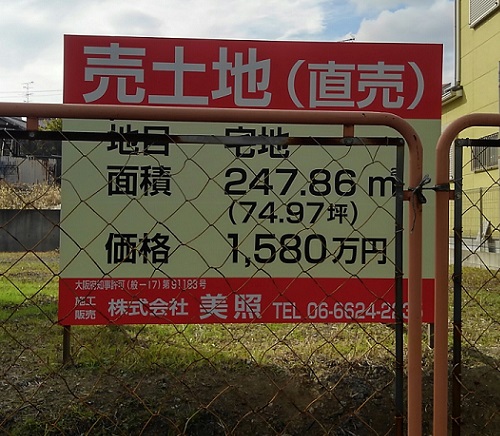 売土地（直売）
地目 宅地
面積 247.86㎡
(74.97坪)
価格 1,580万円
大阪府知事許可(般-17)第91183号
施工
販売 株式会社 美照 TEL 06-6624-22